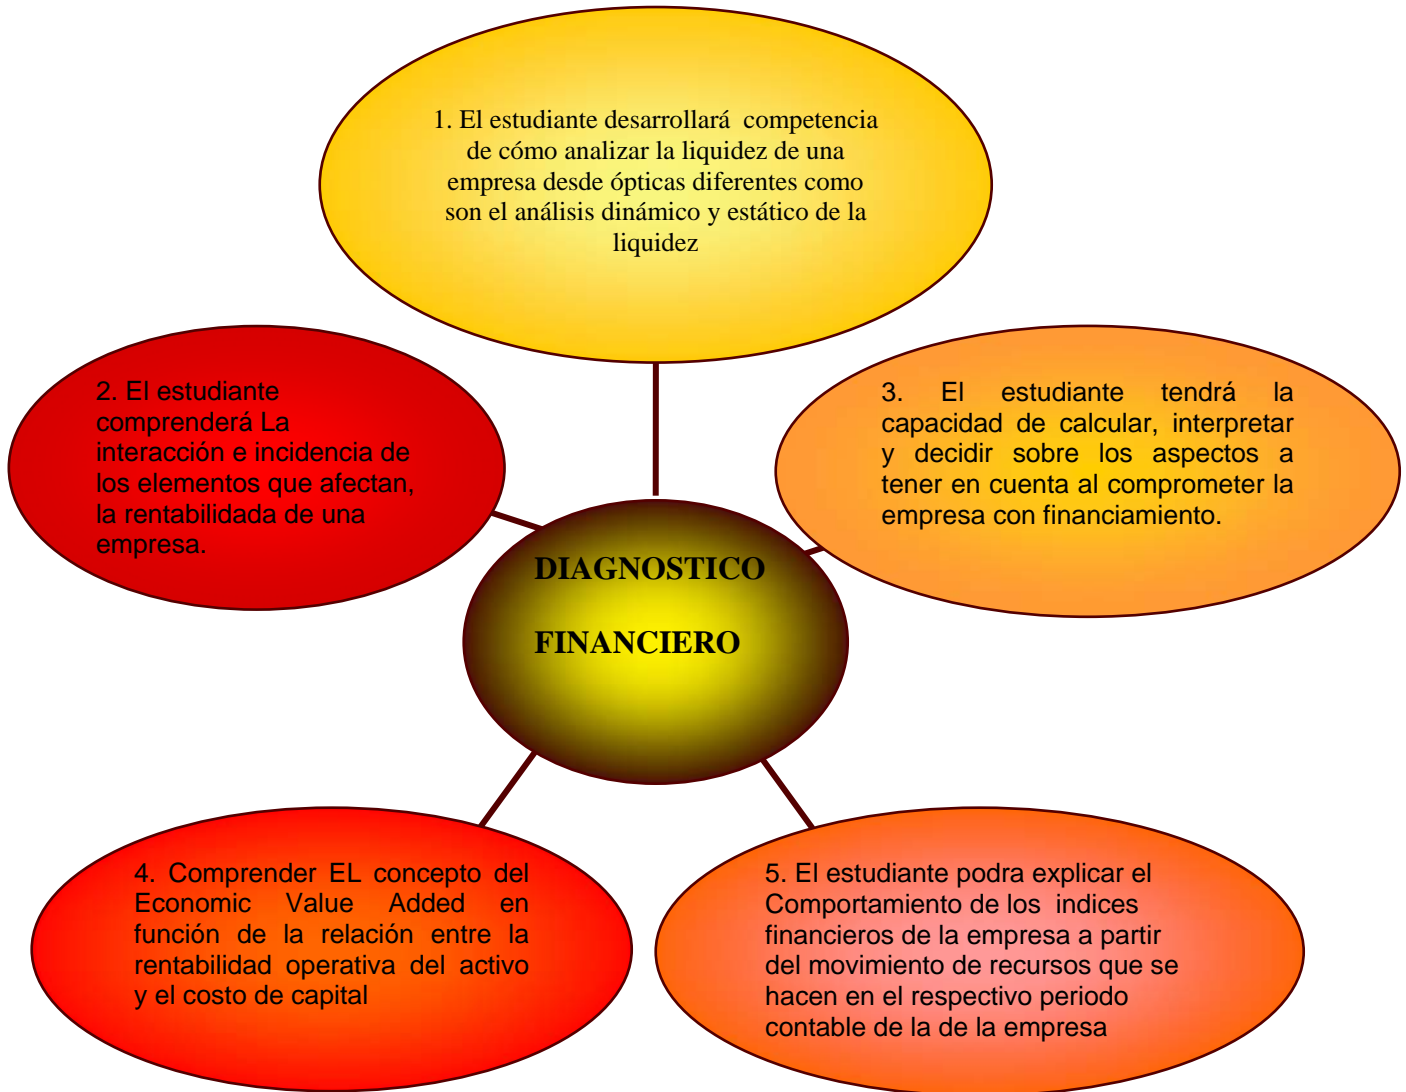 1. El estudiante desarrollará competencia
de cómo analizar la liquidez de una
empresa desde ópticas diferentes como
son el análisis dinámico y estático de la
liquidez
2. El estudiante
comprenderá La
interacción e incidencia de
los elementos que afectan,
la rentabilidada de una
empresa.
3. El estudiante tendrá la
capacidad de calcular, interpretar
y decidir sobre los aspectos a
tener en cuenta al comprometer la
empresa con financiamiento.
DIAGNOSTICO
FINANCIERO
4. Comprender EL concepto del
Economic Value Added en
función de la relación entre la
rentabilidad operativa del activo
y el costo de capital
5. El estudiante podra explicar el
Comportamiento de los indices
financieros de la empresa a partir
del movimiento de recursos que se
hacen en el respectivo periodo
contable de la de la empresa